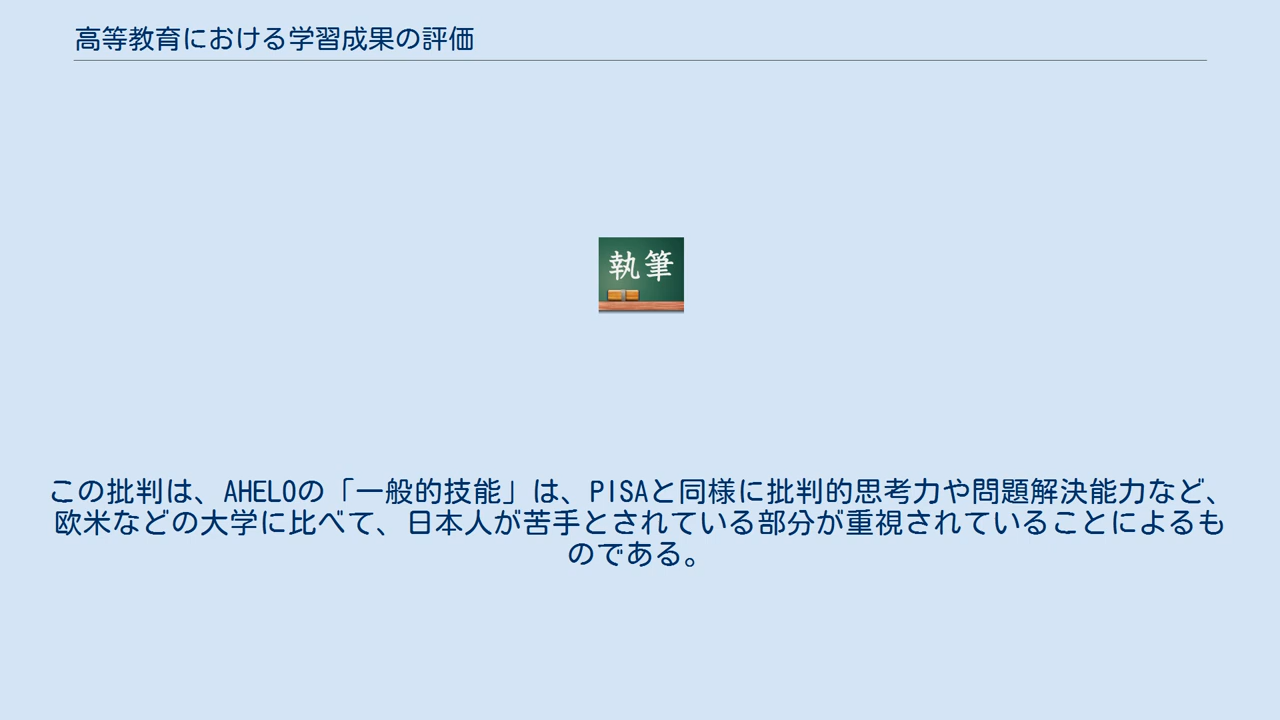 高等教育における学習成果の評価
執筆
この批判は、AHELOの「一般的技能」は、PISAと同様に批判的思考力や問題解決能力など、
欧米などの大学に比べて、日本人が苦手とされている部分が重視されていることによるも
のである。